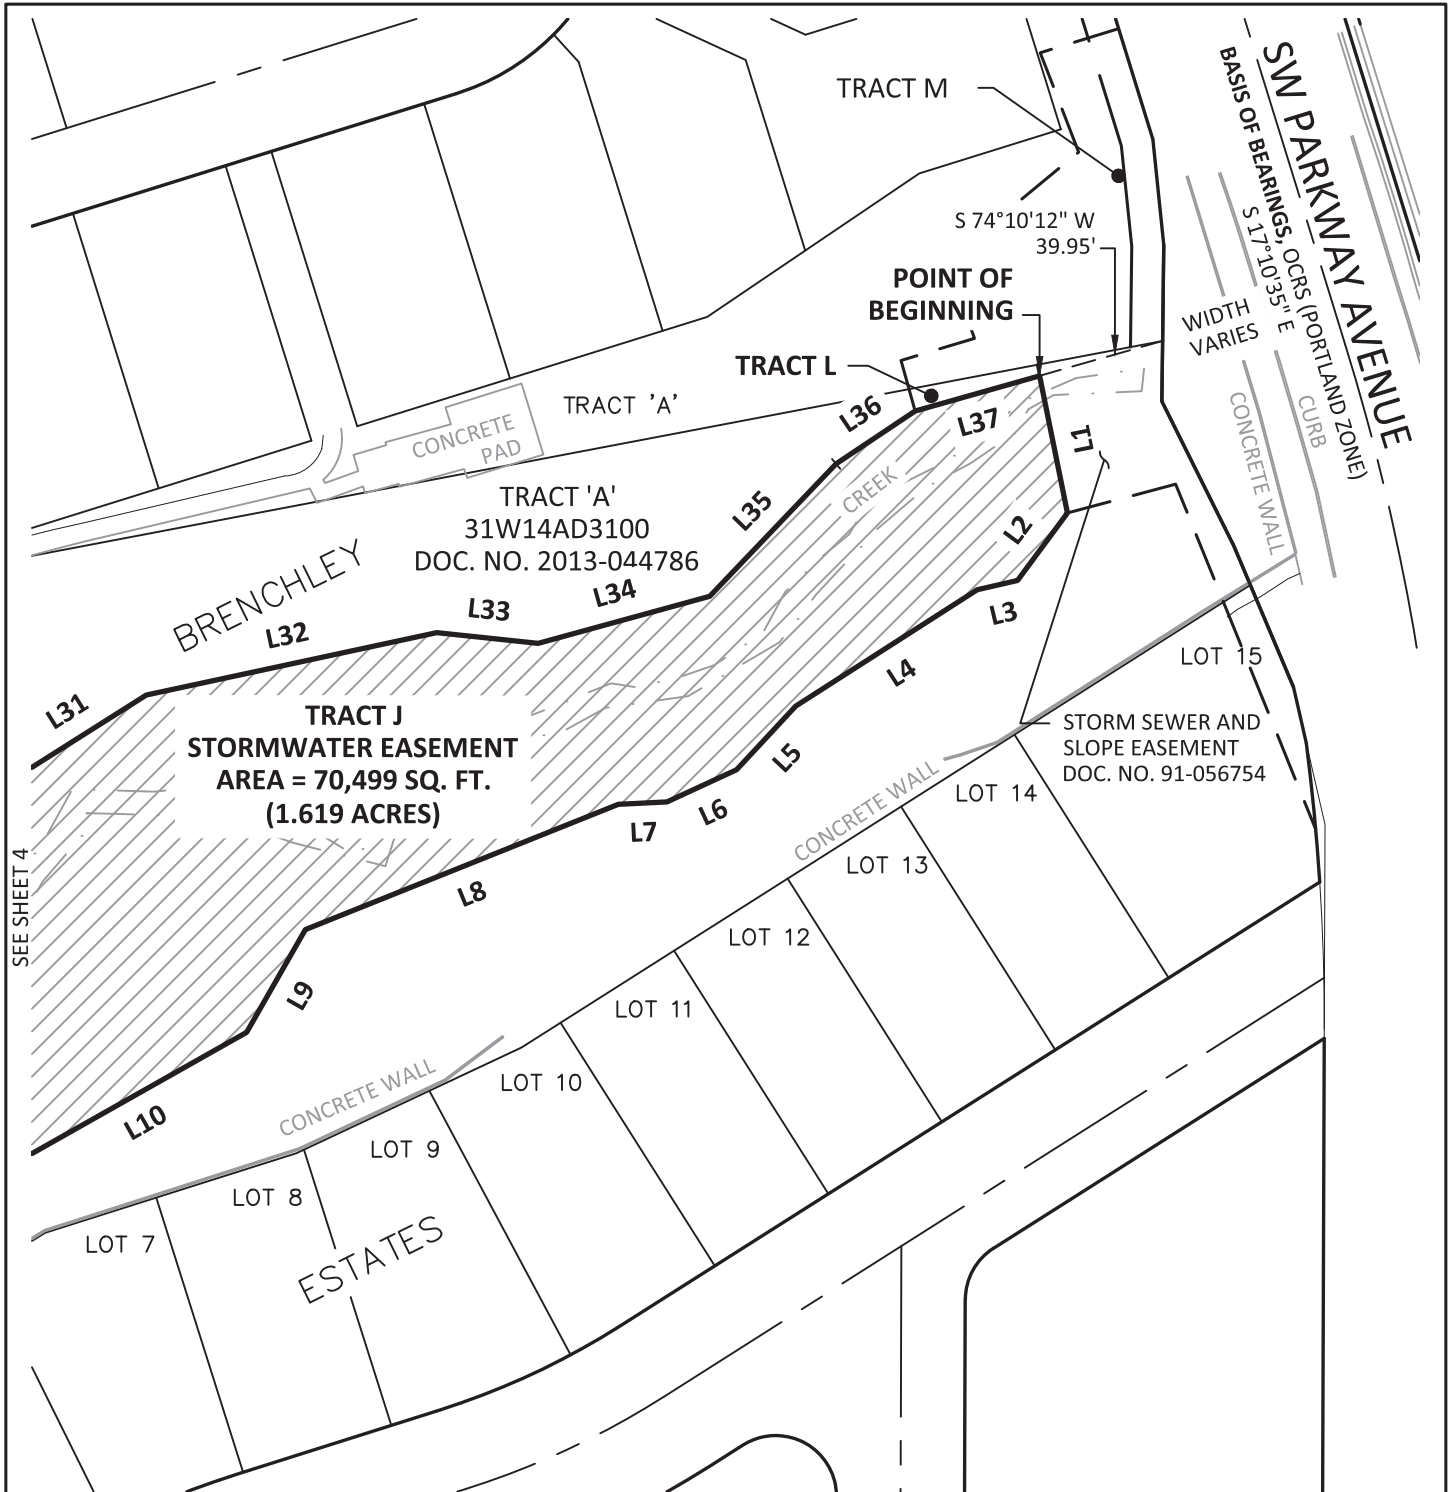 TRACT M
SW PARKWAY AVENUE
BASIS OF BEARINGS, OCRS (PORTLAND ZONE)
S 17°10'35" E
S 74°10'12" W
39.95'
POINT OF
BEGINNING
WIDTH
VARIES
TRACT L
TRACT 'A'
CONCRETE
PAD
L36
L37
L1
CONCRETE WALL
CURB
CREEK
TRACT 'A'
31W14AD3100
DOC. NO. 2013-044786
L35
L2
BRENCHLEY
L32
L33
L34
L3
L31
L4
LOT 15
TRACT J
STORMWATER EASEMENT
AREA = 70,499 SQ. FT.
(1.619 ACRES)
STORM SEWER AND
SLOPE EASEMENT
DOC. NO. 91-056754
L5
L6
L7
L8
CONCRETE WALL
LOT 14
LOT 13
SEE SHEET 4
LOT 12
L9
LOT 11
L10
CONCRETE WALL
LOT 10
LOT 9
LOT 8
LOT 7
ESTATES